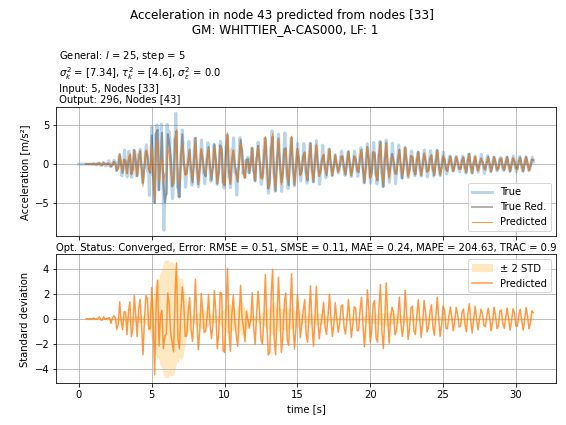 Acceleration in node 43 predicted from nodes [33]
GM: WHITTIER_A-CAS000, LF: 1
General: l = 25, step = 5
σ²ₖ = [7.34], τ²ₖ = [4.6], σ²ε = 0.0
Input: 5, Nodes [33]
Output: 296, Nodes [43]
Acceleration [m/s²]
5
0
−5
True
True Red.
Predicted
Opt. Status: Converged, Error: RMSE = 0.51, SMSE = 0.11, MAE = 0.24, MAPE = 204.63, TRAC = 0.9
Standard deviation
4
2
0
−2
−4
± 2 STD
Predicted
0 5 10 15 20 25 30
time [s]